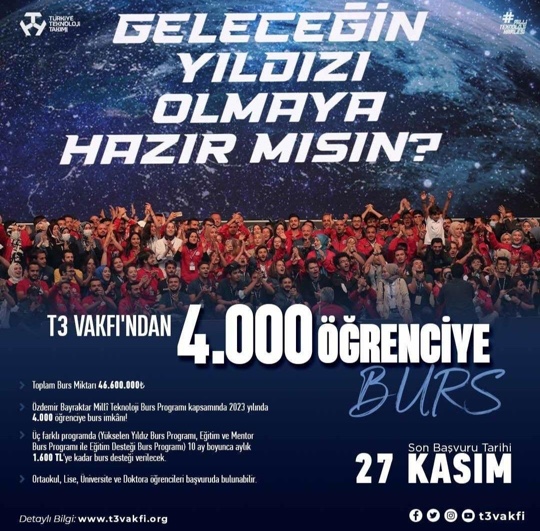 TÜRKİYE
TEKNOLOJİ
TAKIMI
#MİLLİ
TEKNOLOJİ
HAMLESİ
GELECEĞİN
YILDIZI
OLMAYA
HAZIR MISIN?
T3 VAKFI'NDAN 4.000 ÖĞRENCİYE
BURS
Toplam Burs Miktarı 46.600.000₺
Özdemir Bayraktar Millî Teknoloji Burs Programı kapsamında 2023 yılında
4.000 öğrenciye burs imkânı!
Üç farklı programda (Yükselen Yıldız Burs Programı, Eğitim ve Mentor
Burs Programı ile Eğitim Desteği Burs Programı) 10 ay boyunca aylık
1.600 TL'ye kadar burs desteği verilecek.
Ortaokul, Lise, Üniversite ve Doktora öğrencileri başvuruda bulunabilir.
Son Başvuru Tarihi
27 KASIM
Detaylı Bilgi: www.t3vakfi.org
t3vakfi